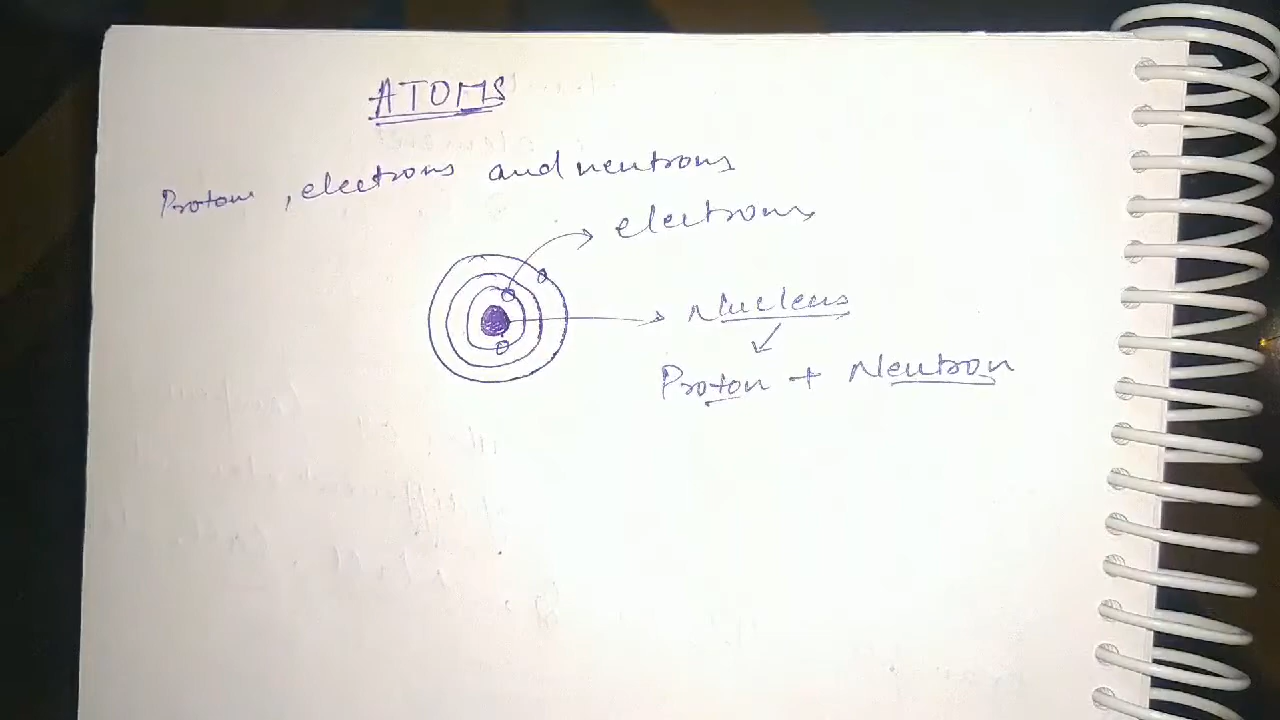 ATOMS
Protons, electrons and neutrons
electrons
Nucleus
Proton + Neutron